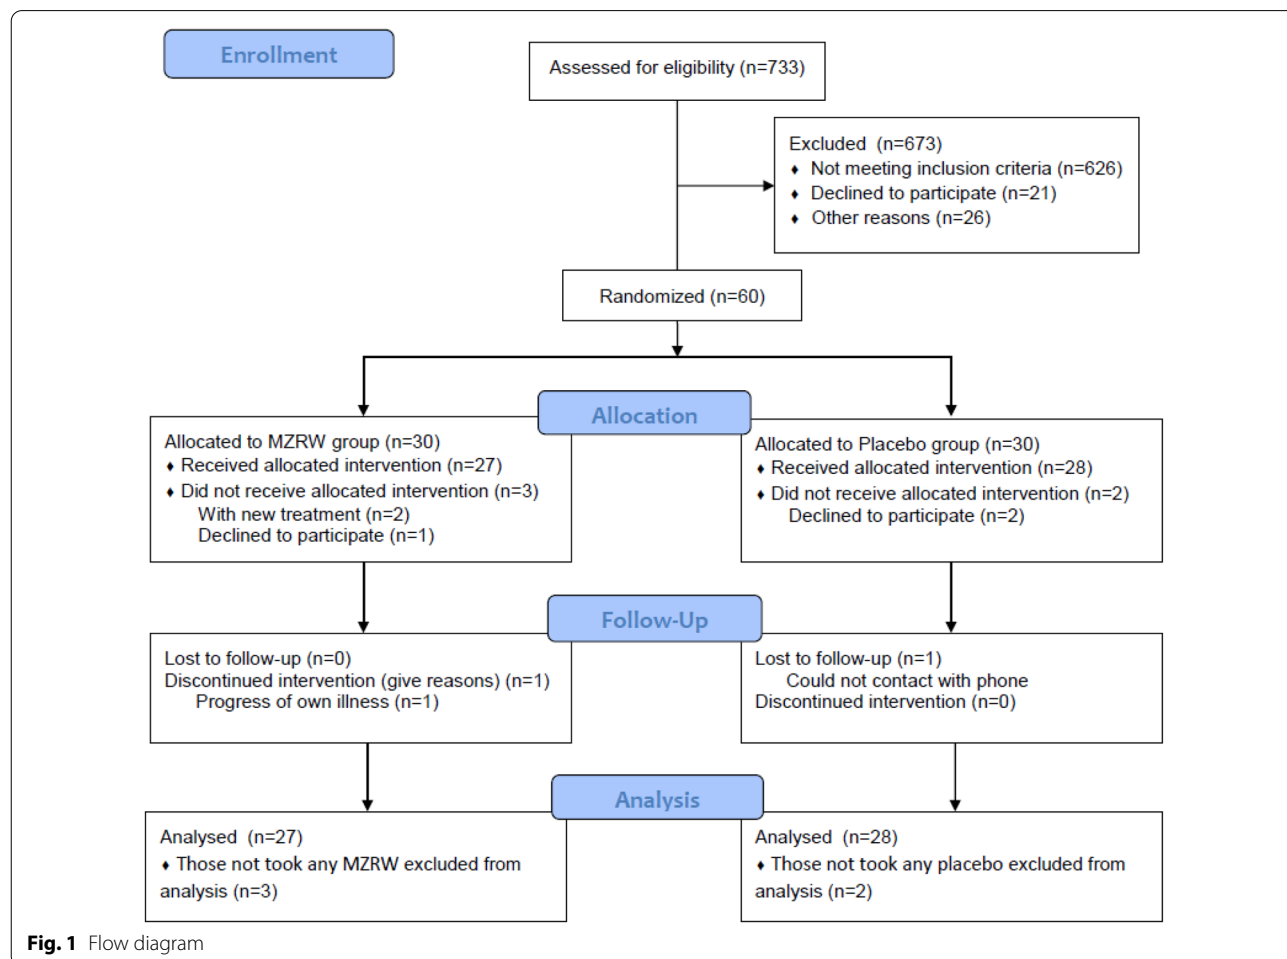 Enrollment
Assessed for eligibility (n=733)
Excluded (n=673)
♦ Not meeting inclusion criteria (n=626)
♦ Declined to participate (n=21)
♦ Other reasons (n=26)
Randomized (n=60)
Allocation
Allocated to MZRW group (n=30)
♦ Received allocated intervention (n=27)
♦ Did not receive allocated intervention (n=3)
With new treatment (n=2)
Declined to participate (n=1)
Allocated to Placebo group (n=30)
♦ Received allocated intervention (n=28)
♦ Did not receive allocated intervention (n=2)
Declined to participate (n=2)
Follow-Up
Lost to follow-up (n=0)
Discontinued intervention (give reasons) (n=1)
Progress of own illness (n=1)
Lost to follow-up (n=1)
Could not contact with phone
Discontinued intervention (n=0)
Analysis
Analysed (n=27)
♦ Those not took any MZRW excluded from
analysis (n=3)
Analysed (n=28)
♦ Those not took any placebo excluded from
analysis (n=2)
Fig. 1 Flow diagram